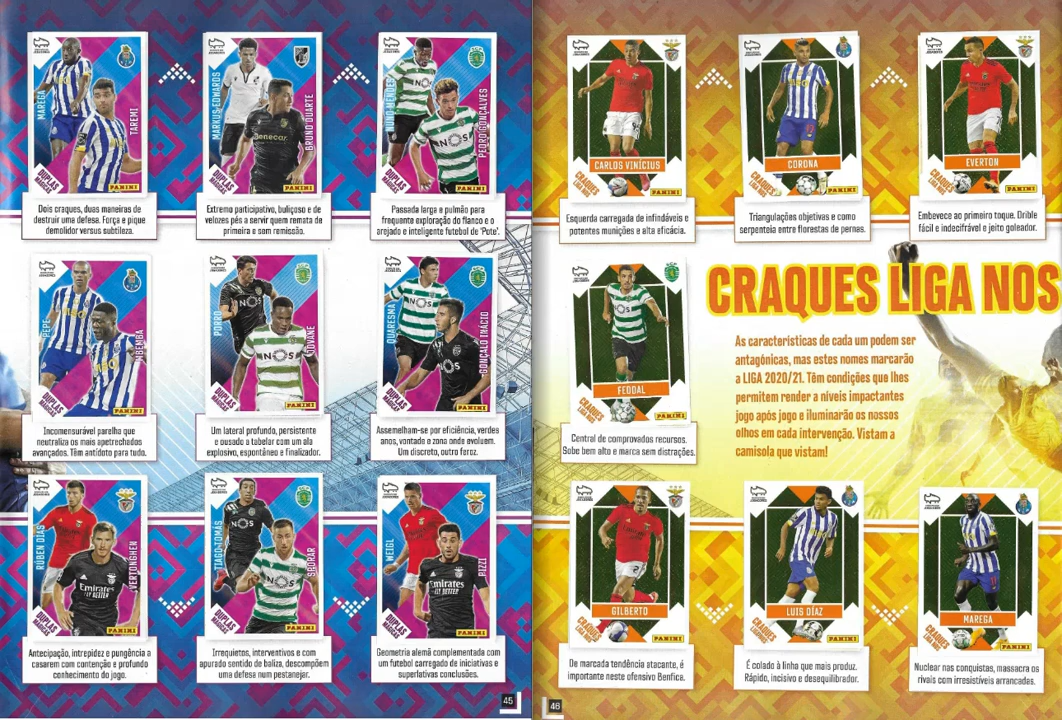 MAREGA
TAREMI
DUPLAS MÁGICAS
PANINI
Dois craques, duas maneiras de
destruir uma defesa. Força e pique
demolidor versus subtileza.
MARKUS EDWARDS
BRUNO DUARTE
Benecar
DUPLAS MÁGICAS
PANINI
Extremo participativo, buliçoso e de
velozes pés a servir quem remata de
primeira e sem remissão.
NUNO MENDES
PEDRO GONÇALVES
NOS
DUPLAS MÁGICAS
PANINI
Passada larga e pulmão para
frequente exploração do flanco e o
arejado e inteligente futebol de 'Pote'.
PEPE
MBEMBA
DUPLAS MÁGICAS
PANINI
Incomensurável parelha que
neutraliza os mais apetrechados
avançados. Têm antídoto para tudo.
PORRO
JOVANE
NOS
NOS
DUPLAS MÁGICAS
PANINI
Um lateral profundo, persistente
e ousado a tabelar com um ala
explosivo, espontâneo e finalizador.
QUARESMA
GONÇALO INÁCIO
NOS
NOS
DUPLAS MÁGICAS
PANINI
Assemelham-se por eficiência, verdes
anos, vontade e zona onde evoluem.
Um discreto, outro feroz.
RÚBEN DIAS
VERTONGHEN
Emirates
FLY BETTER
DUPLAS MÁGICAS
PANINI
Antecipação, intrepidez e pungência a
casarem com contenção e profundo
conhecimento do jogo.
TIAGO TOMÁS
SPORAR
NOS
NOS
DUPLAS MÁGICAS
PANINI
Irrequietos, interventivos e com
apurado sentido de baliza, descompõem
uma defesa num pestanejar.
WEIGL
PIZZI
Emirates
FLY BETTER
DUPLAS MÁGICAS
PANINI
Geometria alemã complementada com
um futebol carregado de iniciativas e
superlativas conclusões.
45
CARLOS VINÍCIUS
CRAQUES
LIGA NOS
PANINI
Esquerda carregada de infindáveis e
potentes munições e alta eficácia.
CORONA
CRAQUES
LIGA NOS
PANINI
Triangulações objetivas e como
serpenteia entre florestas de pernas.
EVERTON
CRAQUES
LIGA NOS
PANINI
Embevece ao primeiro toque. Drible
fácil e indecifrável e jeito goleador.
FEDDAL
CRAQUES
LIGA NOS
PANINI
Central de comprovados recursos.
Sobe bem alto e marca sem distrações.
CRAQUES LIGA NOS
As características de cada um podem ser
antagónicas, mas estes nomes marcarão
a LIGA 2020/21. Têm condições que lhes
permitem render a níveis impactantes
jogo após jogo e iluminarão os nossos
olhos em cada intervenção. Vistam a
camisola que vistam!
GILBERTO
CRAQUES
LIGA NOS
PANINI
De marcada tendência atacante, é
importante neste ofensivo Benfica.
LUIS DÍAZ
CRAQUES
LIGA NOS
PANINI
É colado à linha que mais produz.
Rápido, incisivo e desequilibrador.
MAREGA
CRAQUES
LIGA NOS
PANINI
Nuclear nas conquistas, massacra os
rivais com irresistíveis arrancadas.
46